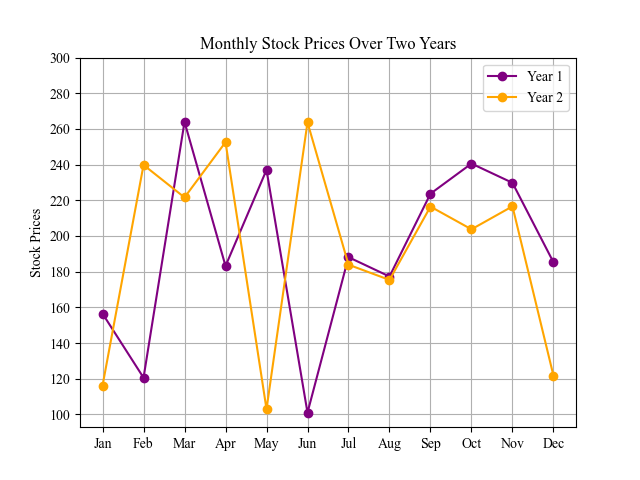 Monthly Stock Prices Over Two Years
Year 1
Year 2
Stock Prices
300
280
260
240
220
200
180
160
140
120
100
Jan Feb Mar Apr May Jun Jul Aug Sep Oct Nov Dec